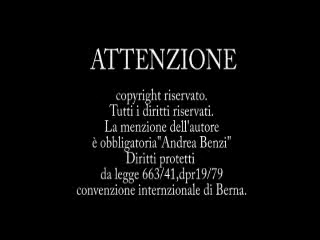 ATTENZIONE
copyright riservato.
Tutti i diritti riservati.
La menzione dell'autore
è obbligatoria"Andrea Benzi"
Diritti protetti
da legge 663/41,dpr19/79
convenzione internzionale di Berna.